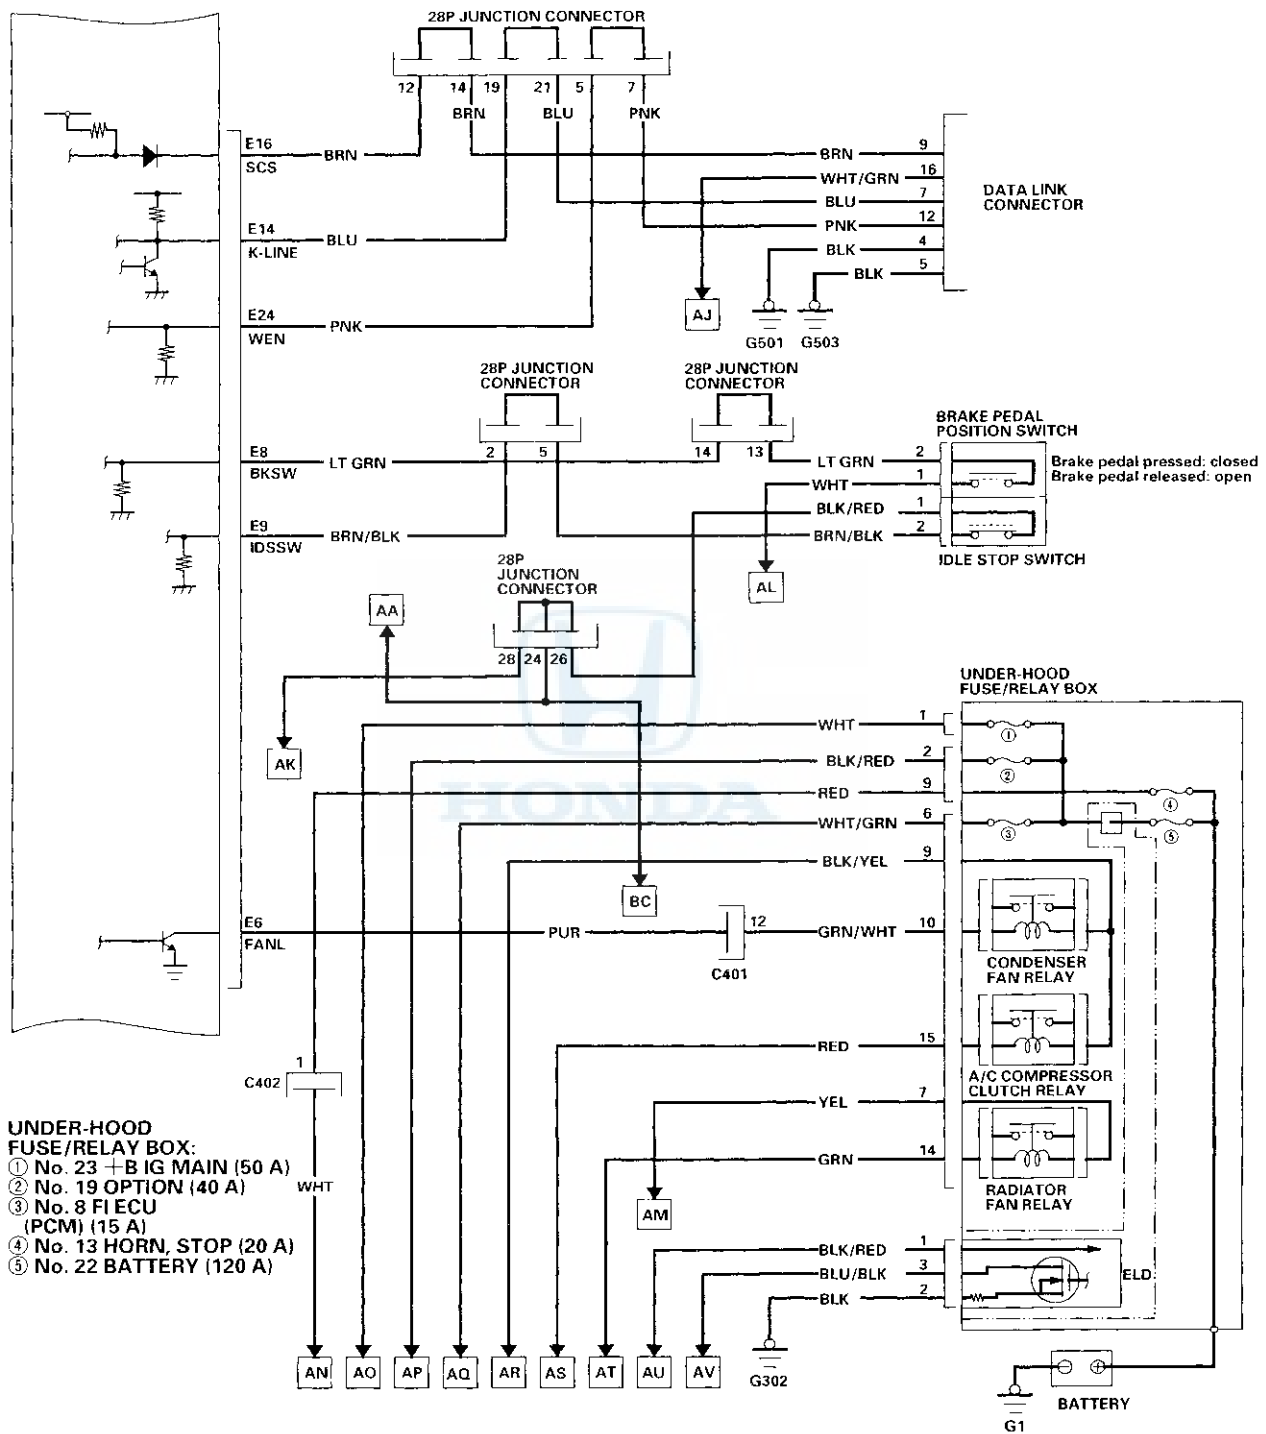 28P JUNCTION CONNECTOR
12 14 19 21 5 7
BRN BLU PNK
E16 BRN
SCS
BRN 9
WHT/GRN 16
BLU 7
PNK 12
BLK 4
BLK 5
DATA LINK
CONNECTOR
E14 BLU
K-LINE
AJ
G501 G503
E24 PNK
WEN
28P JUNCTION
CONNECTOR
2 5
28P JUNCTION
CONNECTOR
14 13
BRAKE PEDAL
POSITION SWITCH
E8 LT GRN
BKSW
LT GRN 2
WHT 1
Brake pedal pressed: closed
Brake pedal released: open
BLK/RED 1
BRN/BLK 2
E9 BRN/BLK
IDSSW
IDLE STOP SWITCH
28P
JUNCTION
CONNECTOR
AL
AA
28 24 26
UNDER-HOOD
FUSE/RELAY BOX
WHT 1 ①
AK
BLK/RED 2 ②
HONDA
RED 9 ④
WHT/GRN 6 ③ ⑤
BLK/YEL 9
BC
E6 PUR 12 GRN/WHT 10
FANL
C401
CONDENSER
FAN RELAY
RED 15
1
C402
A/C COMPRESSOR
CLUTCH RELAY
YEL 7
UNDER-HOOD
FUSE/RELAY BOX:
① No. 23 +B IG MAIN (50 A)
② No. 19 OPTION (40 A)
③ No. 8 FI ECU
(PCM) (15 A)
④ No. 13 HORN, STOP (20 A)
⑤ No. 22 BATTERY (120 A)
WHT
GRN 14
RADIATOR
FAN RELAY
AM
BLK/RED 1
BLU/BLK 3
BLK 2
ELD
AN AO AP AQ AR AS AT AU AV
G302
BATTERY
G1